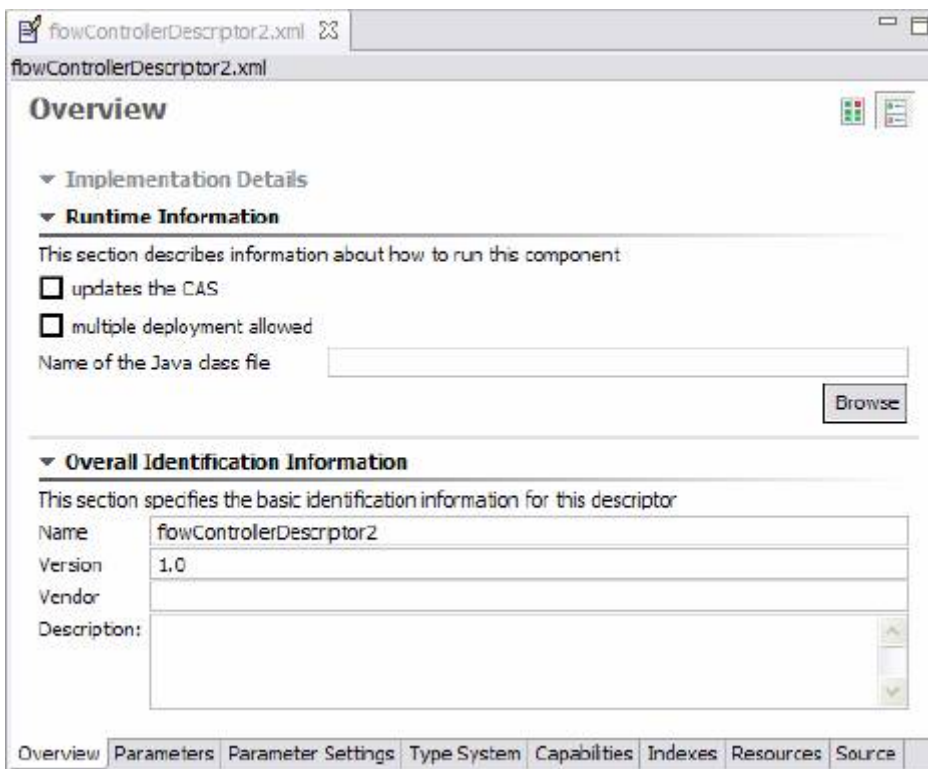 flowControllerDescriptor2.xml
flowControllerDescriptor2.xml
Overview
Implementation Details
Runtime Information
This section describes information about how to run this component
updates the CAS
multiple deployment allowed
Name of the Java class file
Browse
Overall Identification Information
This section specifies the basic identification information for this descriptor
Name flowControllerDescriptor2
Version 1.0
Vendor
Description:
Overview Parameters Parameter Settings Type System Capabilities Indexes Resources Source